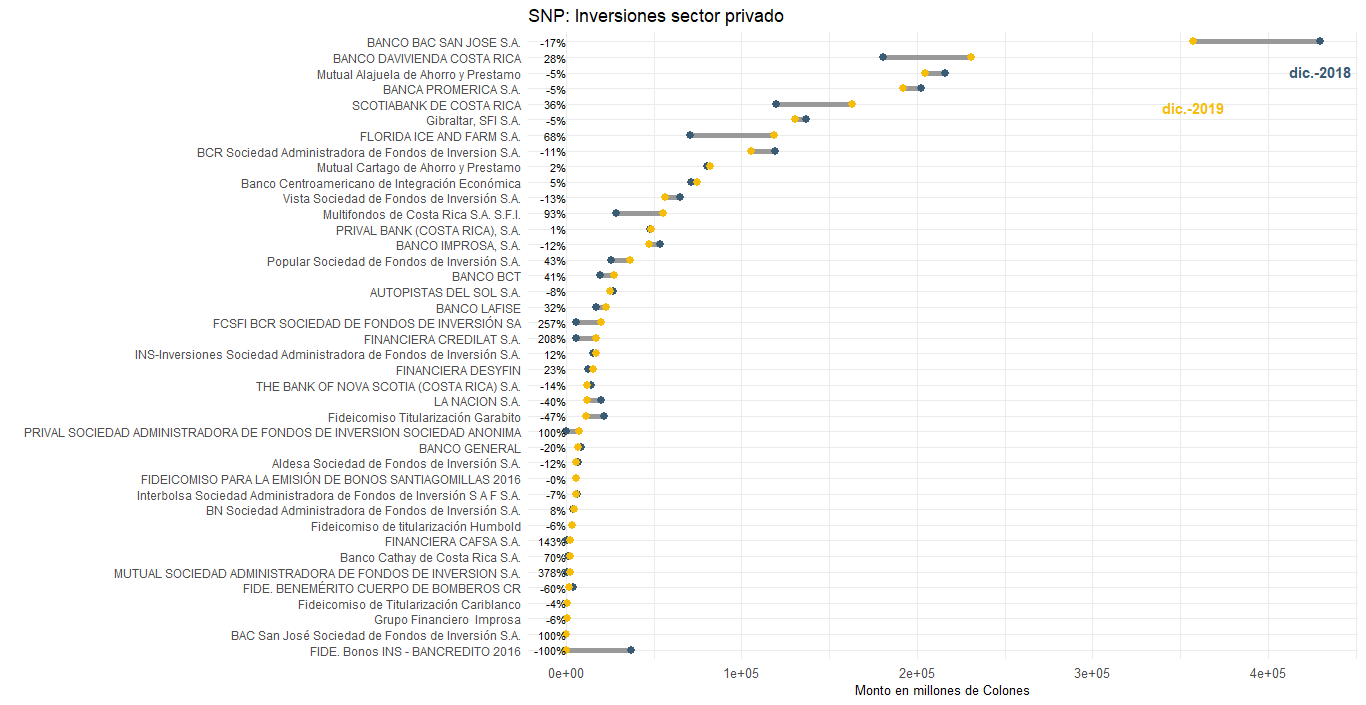 SNP: Inversiones sector privado
BANCO BAC SAN JOSE S.A. -17%
BANCO DAVIVIENDA COSTA RICA 28%
Mutual Alajuela de Ahorro y Prestamo -5%
dic.-2018
BANCA PROMERICA S.A. -5%
SCOTIABANK DE COSTA RICA 36%
dic.-2019
Gibraltar, SFI S.A. -5%
FLORIDA ICE AND FARM S.A. 68%
BCR Sociedad Administradora de Fondos de Inversion S.A. -11%
Mutual Cartago de Ahorro y Prestamo 2%
Banco Centroamericano de Integración Económica 5%
Vista Sociedad de Fondos de Inversión S.A. -13%
Multifondos de Costa Rica S.A. S.F.I. 93%
PRIVAL BANK (COSTA RICA), S.A. 1%
BANCO IMPROSA, S.A. -12%
Popular Sociedad de Fondos de Inversión S.A. 43%
BANCO BCT 41%
AUTOPISTAS DEL SOL S.A. -8%
BANCO LAFISE 32%
FCSFI BCR SOCIEDAD DE FONDOS DE INVERSIÓN SA 257%
FINANCIERA CREDILAT S.A. 208%
INS-Inversiones Sociedad Administradora de Fondos de Inversión S.A. 12%
FINANCIERA DESYFIN 23%
THE BANK OF NOVA SCOTIA (COSTA RICA) S.A. -14%
LA NACION S.A. -40%
Fideicomiso Titularización Garabito -47%
PRIVAL SOCIEDAD ADMINISTRADORA DE FONDOS DE INVERSION SOCIEDAD ANONIMA 100%
BANCO GENERAL -20%
Aldesa Sociedad de Fondos de Inversión S.A. -12%
FIDEICOMISO PARA LA EMISIÓN DE BONOS SANTIAGOMILLAS 2016 -0%
Interbolsa Sociedad Administradora de Fondos de Inversión S A F S.A. -7%
BN Sociedad Administradora de Fondos de Inversión S.A. 8%
Fideicomiso de titularización Humbold -6%
FINANCIERA CAFSA S.A. 143%
Banco Cathay de Costa Rica S.A. 70%
MUTUAL SOCIEDAD ADMINISTRADORA DE FONDOS DE INVERSION S.A. 378%
FIDE. BENEMÉRITO CUERPO DE BOMBEROS CR -60%
Fideicomiso de Titularización Cariblanco -4%
Grupo Financiero Improsa -6%
BAC San José Sociedad de Fondos de Inversión S.A. 100%
FIDE. Bonos INS - BANCREDITO 2016 -100%
0e+00 1e+05 2e+05 3e+05 4e+05
Monto en millones de Colones